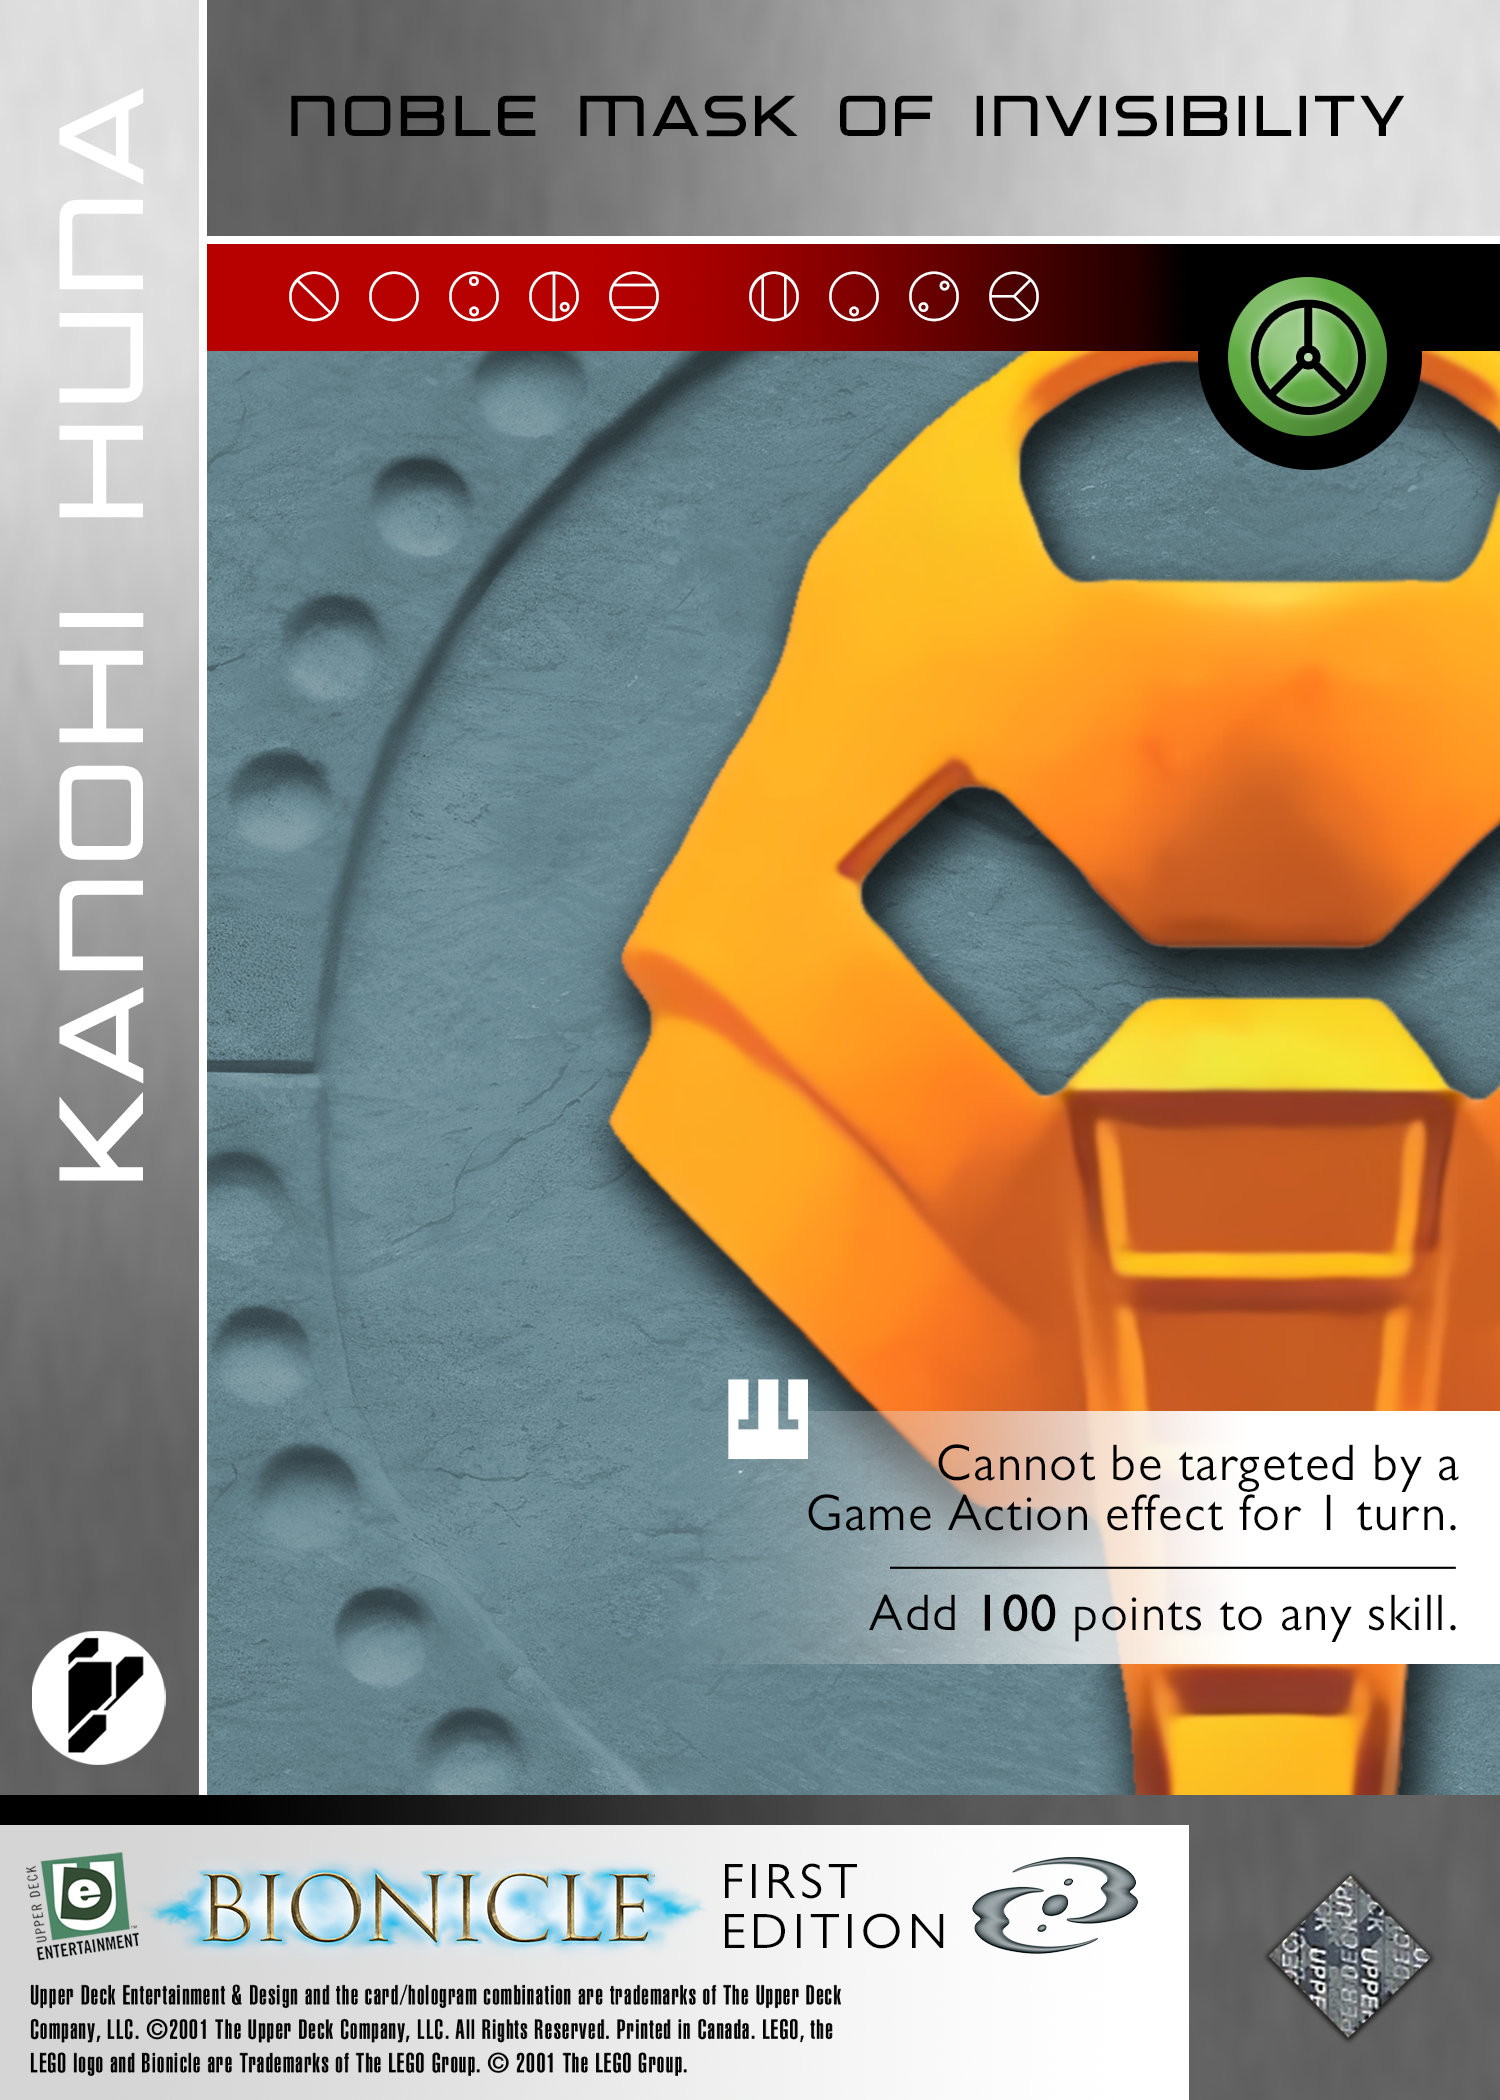 NOBLE MASK OF INVISIBILITY
KANOHI HUNA
Cannot be targeted by a
Game Action effect for 1 turn.
Add 100 points to any skill.
UPPER DECK
e
ENTERTAINMENT
BIONICLE
FIRST
EDITION
Upper Deck Entertainment & Design and the card/hologram combination are trademarks of The Upper Deck
Company, LLC. ©2001 The Upper Deck Company, LLC. All Rights Reserved. Printed in Canada. LEGO, the
LEGO logo and Bionicle are Trademarks of The LEGO Group. © 2001 The LEGO Group.